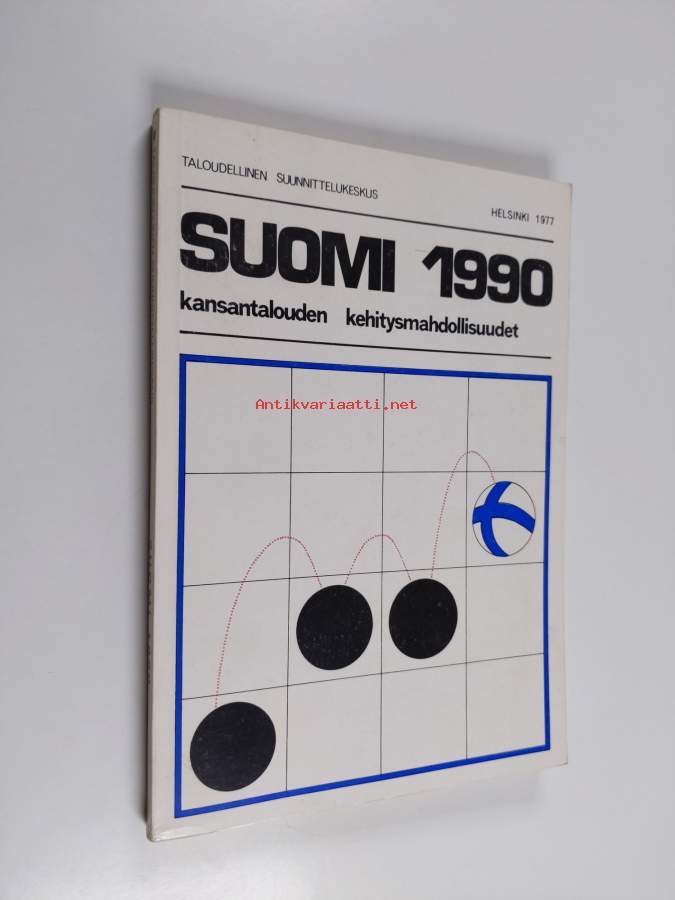 TALOUDELLINEN SUUNNITTELUKESKUS
HELSINKI 1977
SUOMI 1990
kansantalouden kehitysmahdollisuudet
Antikvariaatti.net